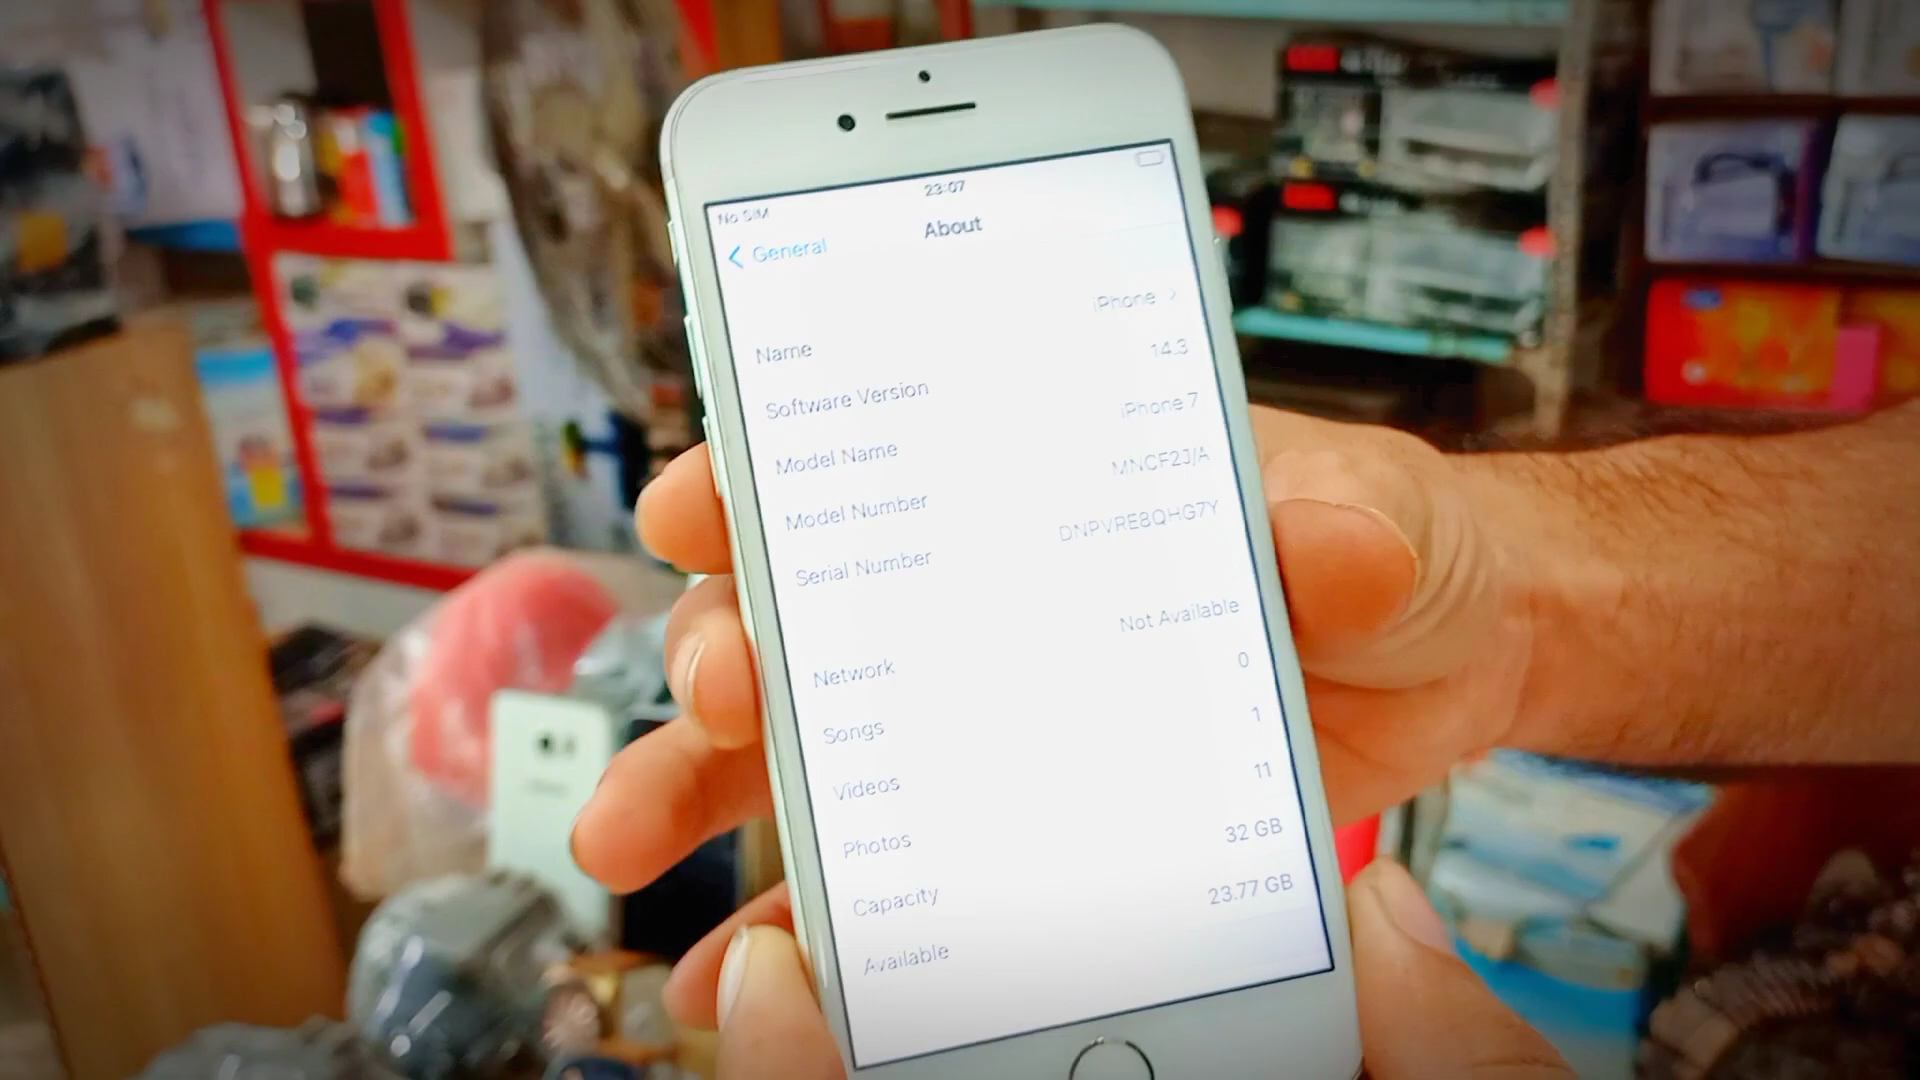 No SIM
23:07
General
About
Name
iPhone
Software Version
14.3
Model Name
iPhone 7
Model Number
MNCF2J/A
Serial Number
DNPVRE8QHG7Y
Network
Not Available
Songs
0
Videos
1
Photos
11
Capacity
32 GB
Available
23.77 GB